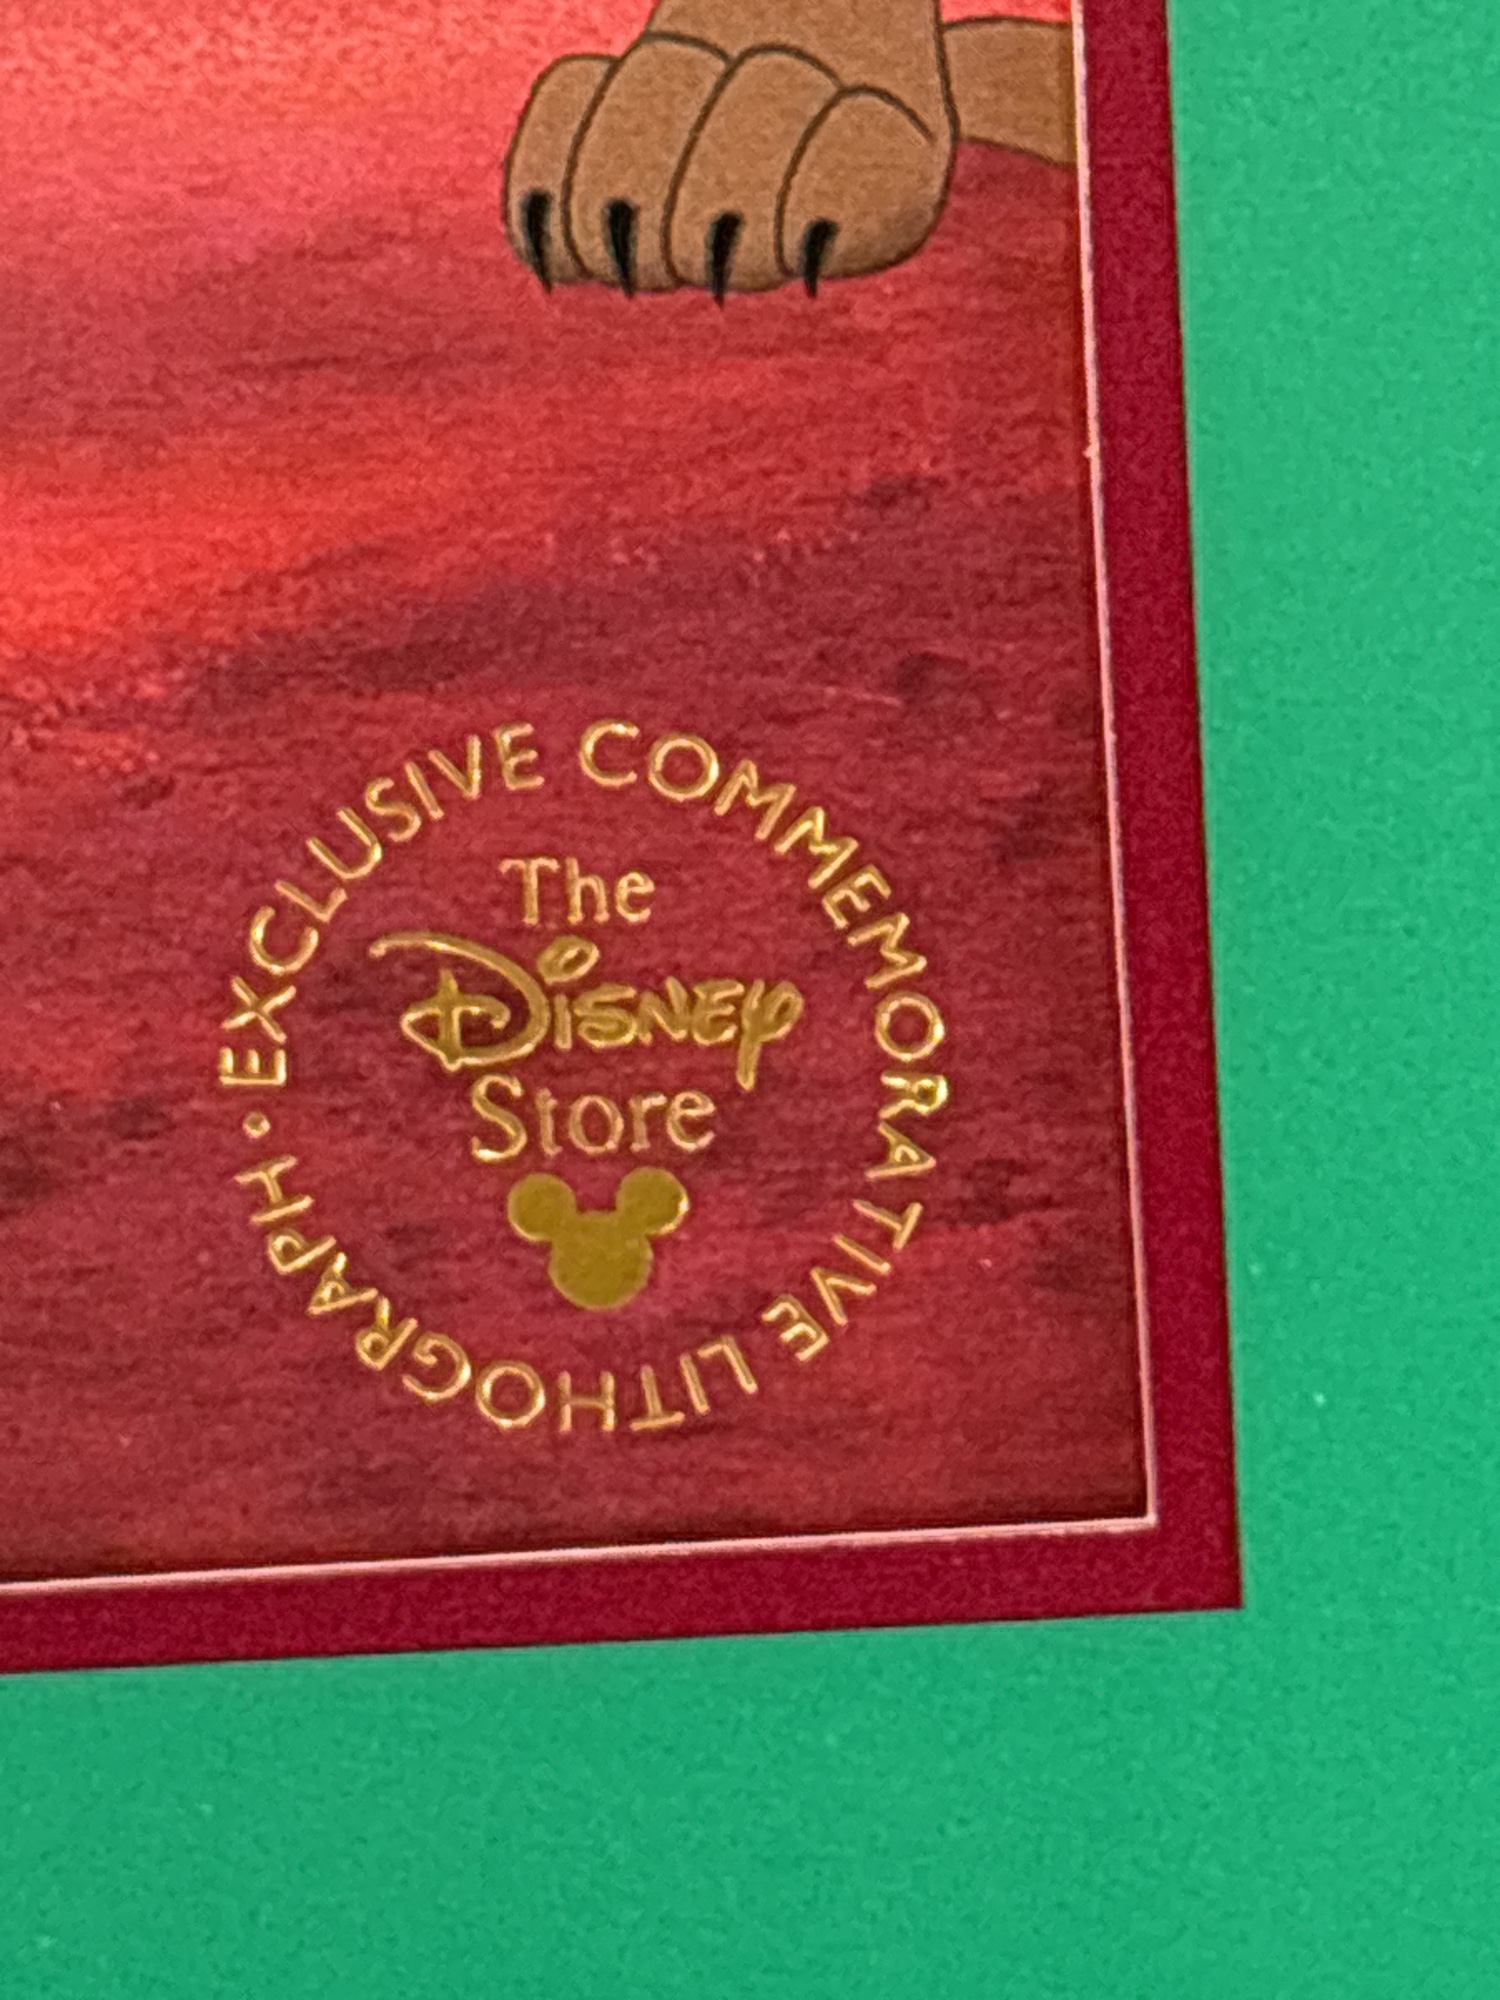 EXCLUSIVE COMMEMORATIVE LITHOGRAPH •
The
Disney
Store